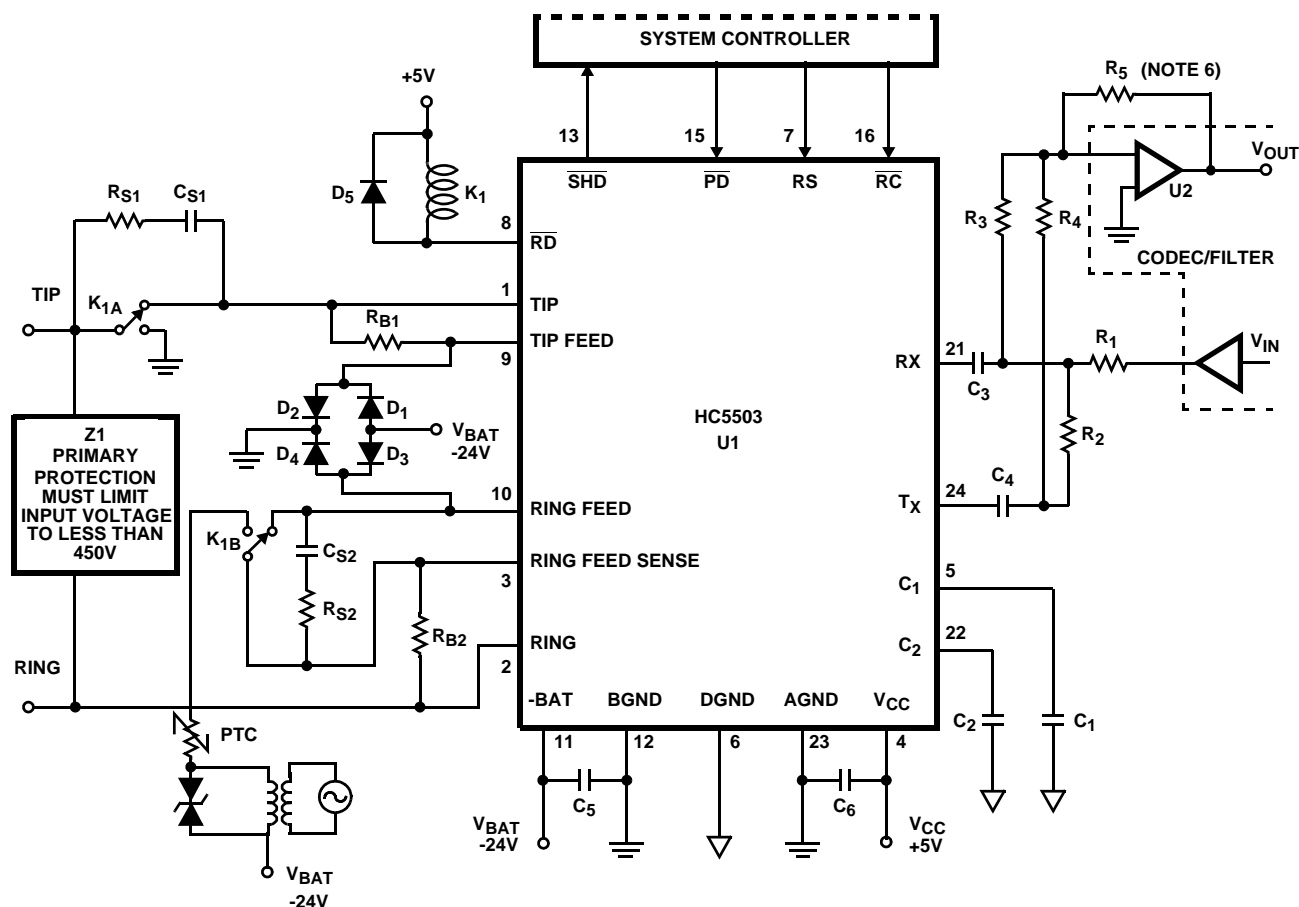 SYSTEM CONTROLLER
R5 (NOTE 6)
+5V
13
15
7
16
VOUT
SHD
PD
RS
RC
U2
RS1
CS1
D5
K1
R3
R4
8
RD
CODEC/FILTER
TIP
K1A
1
TIP
RB1
TIP FEED
9
R1
VIN
RX
21
C3
D2
D1
HC5503
U1
VBAT
-24V
R2
D4
D3
Z1
PRIMARY
PROTECTION
MUST LIMIT
INPUT VOLTAGE
TO LESS THAN
450V
10
RING FEED
TX
24
C4
K1B
CS2
RING FEED SENSE
3
C1
5
RS2
RB2
RING
2
C2
22
RING
-BAT
BGND
DGND
AGND
VCC
C2
C1
PTC
11
12
6
23
4
C5
C6
VBAT
-24V
VCC
+5V
VBAT
-24V